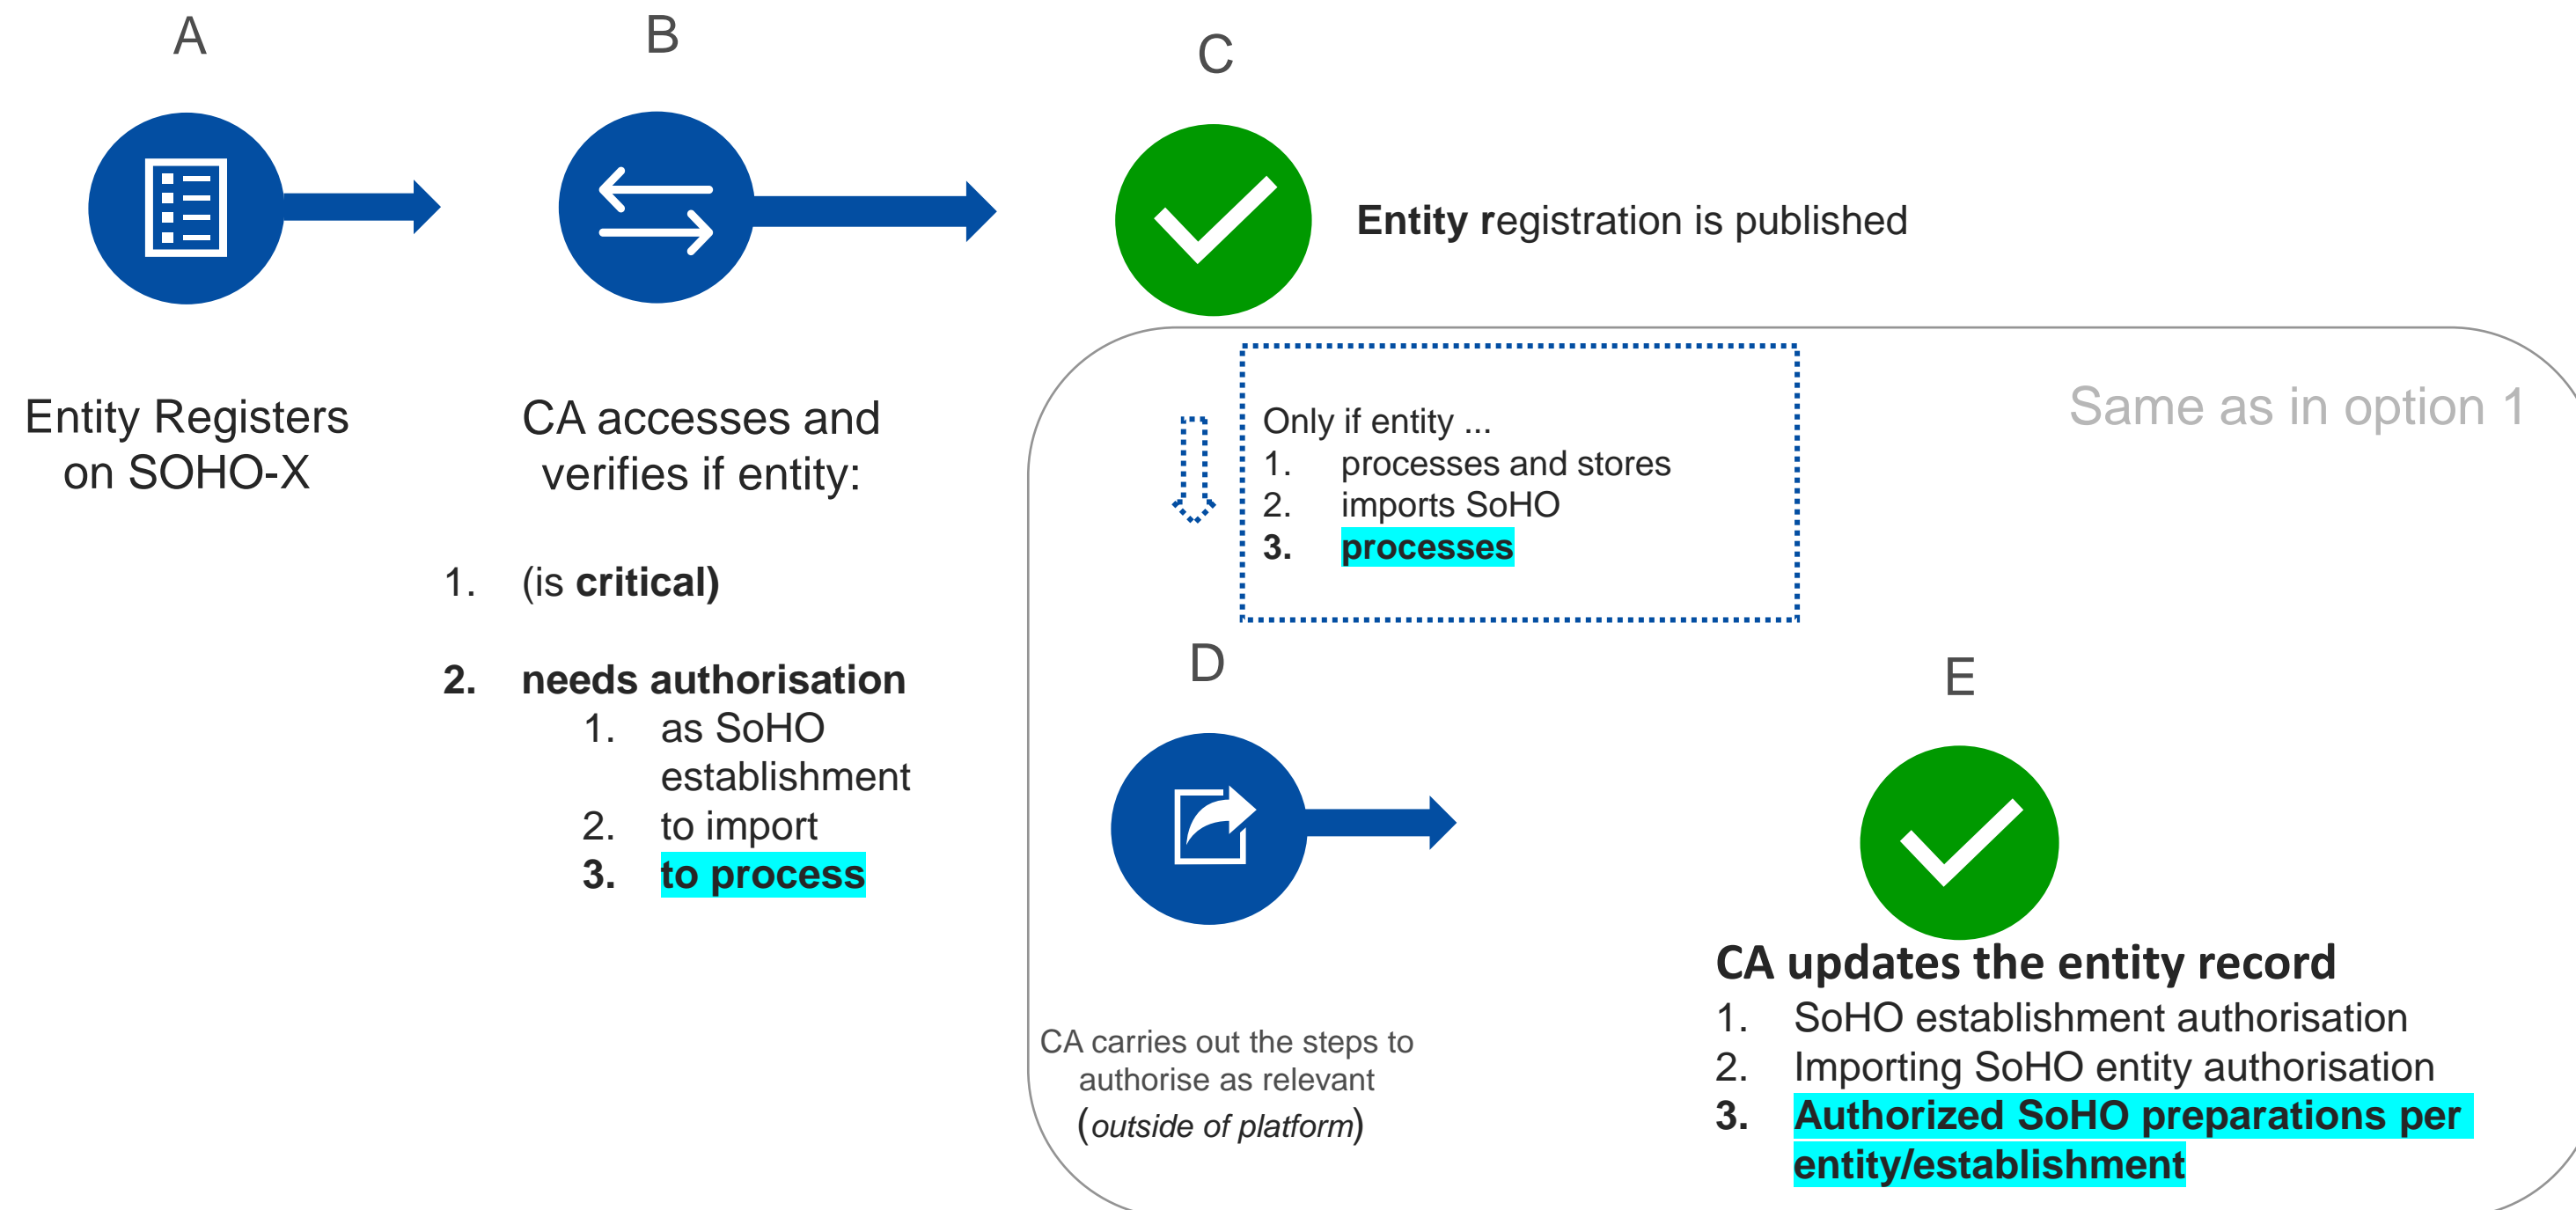 A
B
C
Entity registration is published
Entity Registers
on SOHO-X
CA accesses and
verifies if entity:
1. (is critical)
2. needs authorisation
1. as SoHO
establishment
2. to import
3. to process
Only if entity ...
1. processes and stores
2. imports SoHO
3. processes
Same as in option 1
D
E
CA carries out the steps to
authorise as relevant
(outside of platform)
CA updates the entity record
1. SoHO establishment authorisation
2. Importing SoHO entity authorisation
3. Authorized SoHO preparations per
entity/establishment